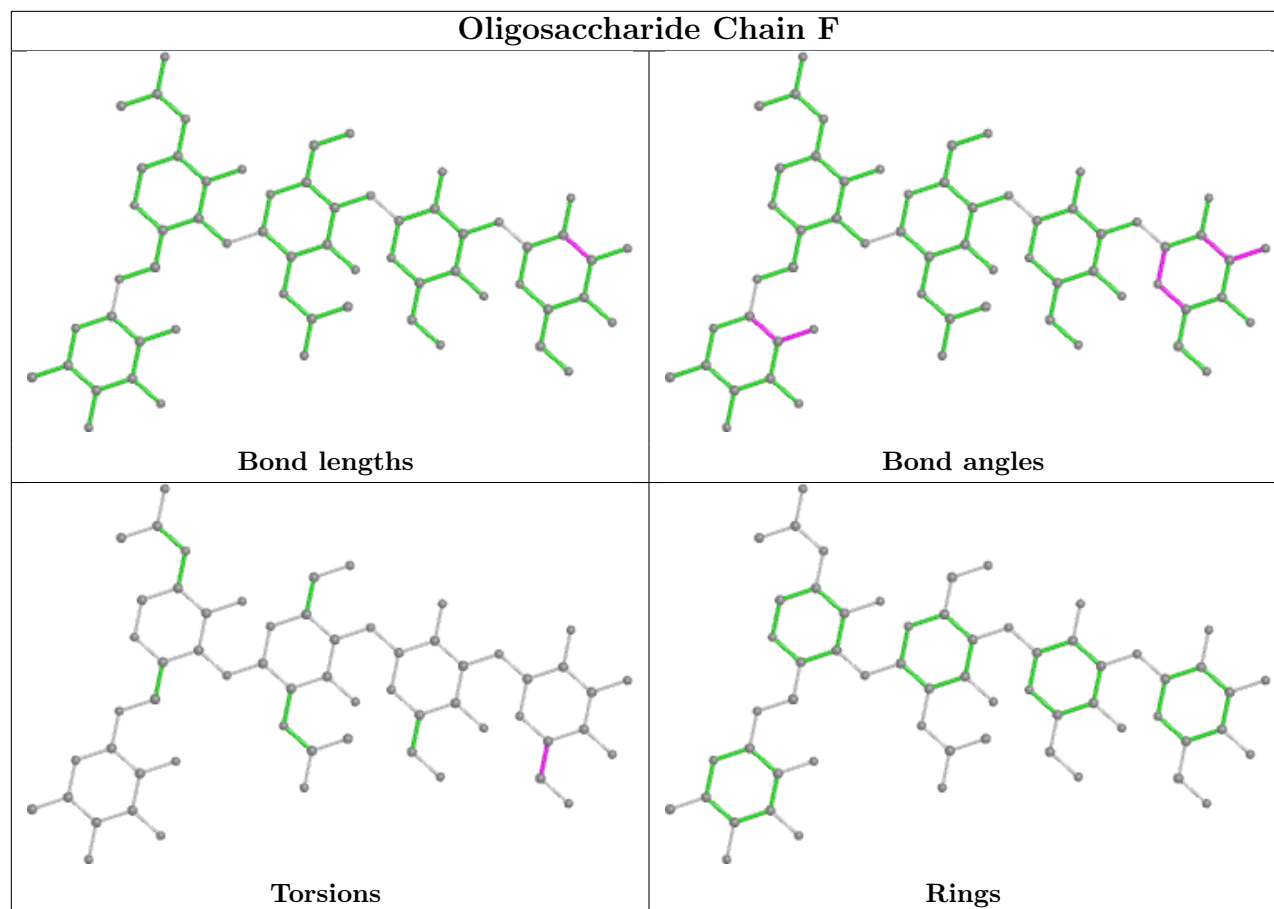 Oligosaccharide Chain F
Bond lengths
Bond angles
Torsions
Rings